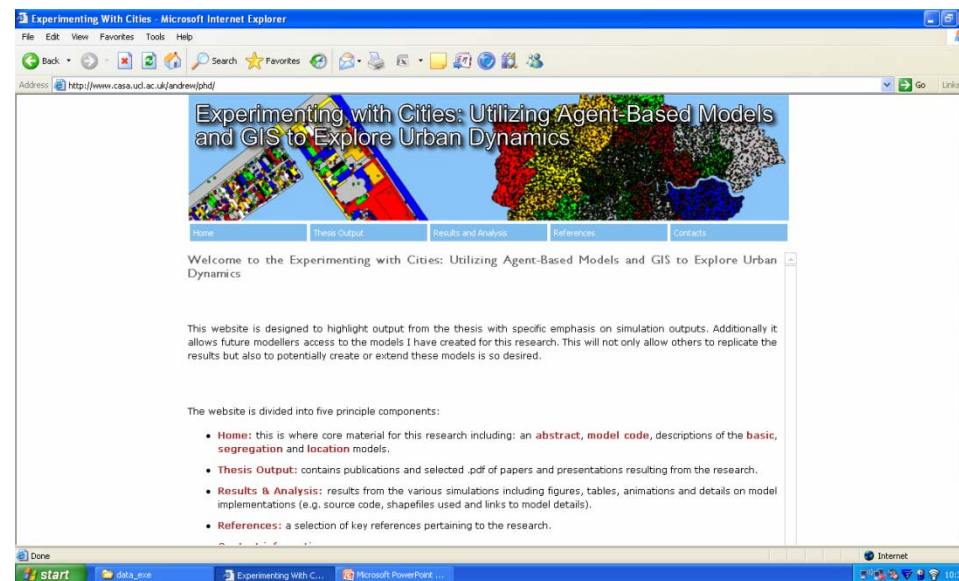 Experimenting With Cities - Microsoft Internet Explorer
File Edit View Favorites Tools Help
Back Search Favorites
Address http://www.casa.ucl.ac.uk/andrew/phd/ Go Links
Experimenting with Cities: Utilizing Agent-Based Models
and GIS to Explore Urban Dynamics
Home Thesis Output Results and Analysis References Contacts
Welcome to the Experimenting with Cities: Utilizing Agent-Based Models and GIS to Explore Urban
Dynamics
This website is designed to highlight output from the thesis with specific emphasis on simulation outputs. Additionally it
allows future modellers access to the models I have created for this research. This will not only allow others to replicate the
results but also to potentially create or extend these models is so desired.
The website is divided into five principle components:
• Home: this is where core material for this research including: an abstract, model code, descriptions of the basic,
segregation and location models.
• Thesis Output: contains publications and selected .pdf of papers and presentations resulting from the research.
• Results & Analysis: results from the various simulations including figures, tables, animations and details on model
implementations (e.g. source code, shapefiles used and links to model details).
• References: a selection of key references pertaining to the research.
Done Internet
start data_exe Experimenting With C... Microsoft PowerPoint ...